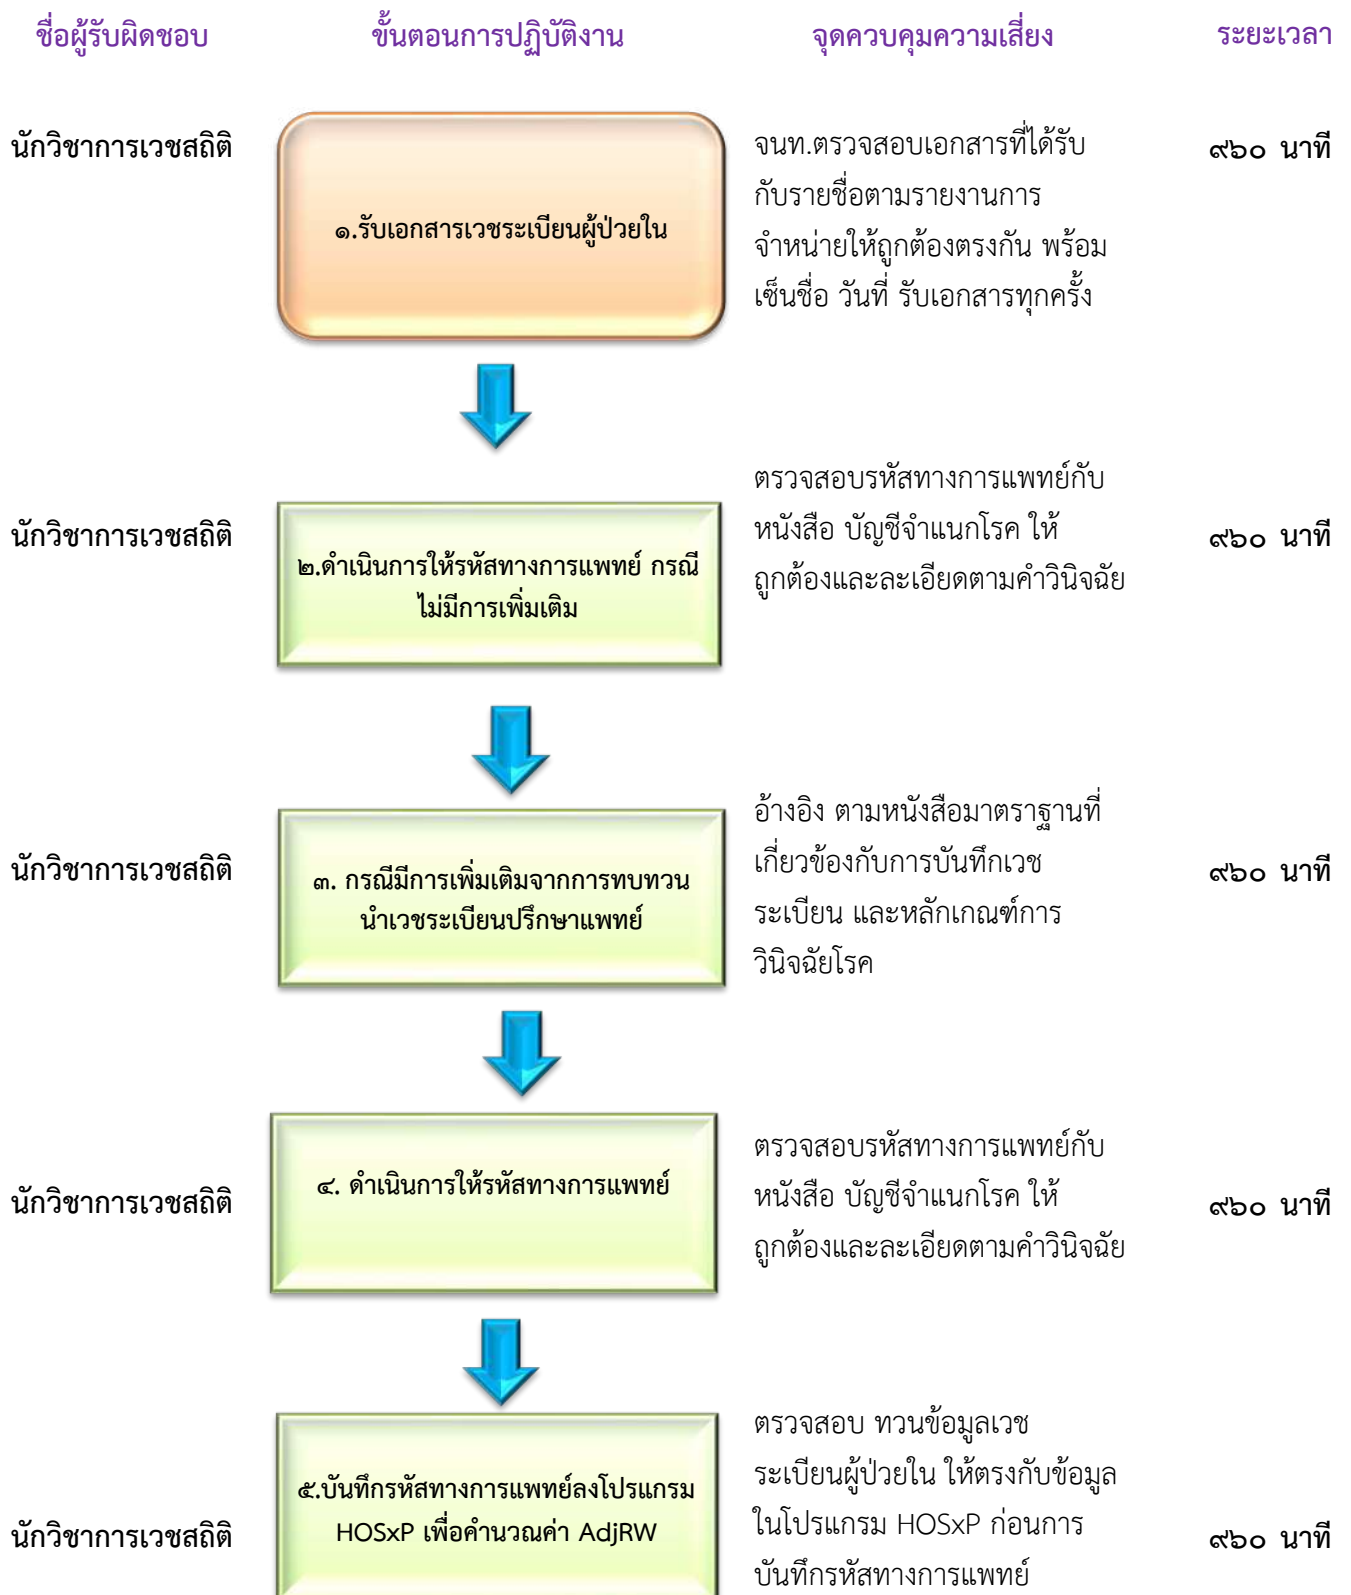 ชื่อผู้รับผิดชอบ ขั้นตอนการปฏิบัติงาน จุดควบคุมความเสี่ยง ระยะเวลา
นักวิชาการเวชสถิติ
๑.รับเอกสารเวชระเบียนผู้ป่วยใน
จนท.ตรวจสอบเอกสารที่ได้รับ
กับรายชื่อตามรายงานการ
จำหน่ายให้ถูกต้องตรงกัน พร้อม
เซ็นชื่อ วันที่ รับเอกสารทุกครั้ง
๙๖๐ นาที
นักวิชาการเวชสถิติ
๒.ดำเนินการให้รหัสทางการแพทย์ กรณี
ไม่มีการเพิ่มเติม
ตรวจสอบรหัสทางการแพทย์กับ
หนังสือ บัญชีจำแนกโรค ให้
ถูกต้องและละเอียดตามคำวินิจฉัย
๙๖๐ นาที
นักวิชาการเวชสถิติ
๓. กรณีมีการเพิ่มเติมจากการทบทวน
นำเวชระเบียนปรึกษาแพทย์
อ้างอิง ตามหนังสือมาตราฐานที่
เกี่ยวข้องกับการบันทึกเวช
ระเบียน และหลักเกณฑ์การ
วินิจฉัยโรค
๙๖๐ นาที
นักวิชาการเวชสถิติ
๔. ดำเนินการให้รหัสทางการแพทย์
ตรวจสอบรหัสทางการแพทย์กับ
หนังสือ บัญชีจำแนกโรค ให้
ถูกต้องและละเอียดตามคำวินิจฉัย
๙๖๐ นาที
นักวิชาการเวชสถิติ
๕.บันทึกรหัสทางการแพทย์ลงโปรแกรม
HOSxP เพื่อคำนวณค่า AdjRW
ตรวจสอบ ทวนข้อมูลเวช
ระเบียนผู้ป่วยใน ให้ตรงกับข้อมูล
ในโปรแกรม HOSxP ก่อนการ
บันทึกรหัสทางการแพทย์
๙๖๐ นาที